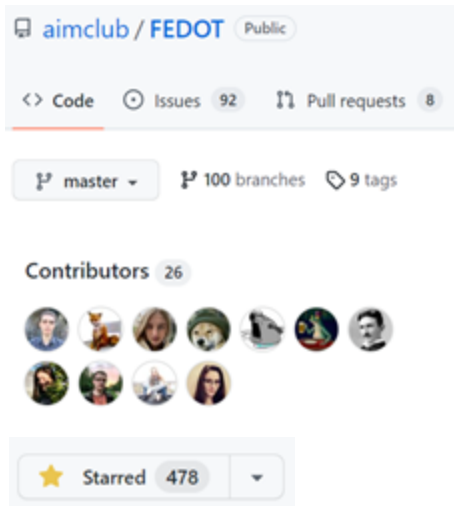 aimclub / FEDOT Public
<> Code Issues 92 Pull requests 8
master 100 branches 9 tags
Contributors 26
Starred 478